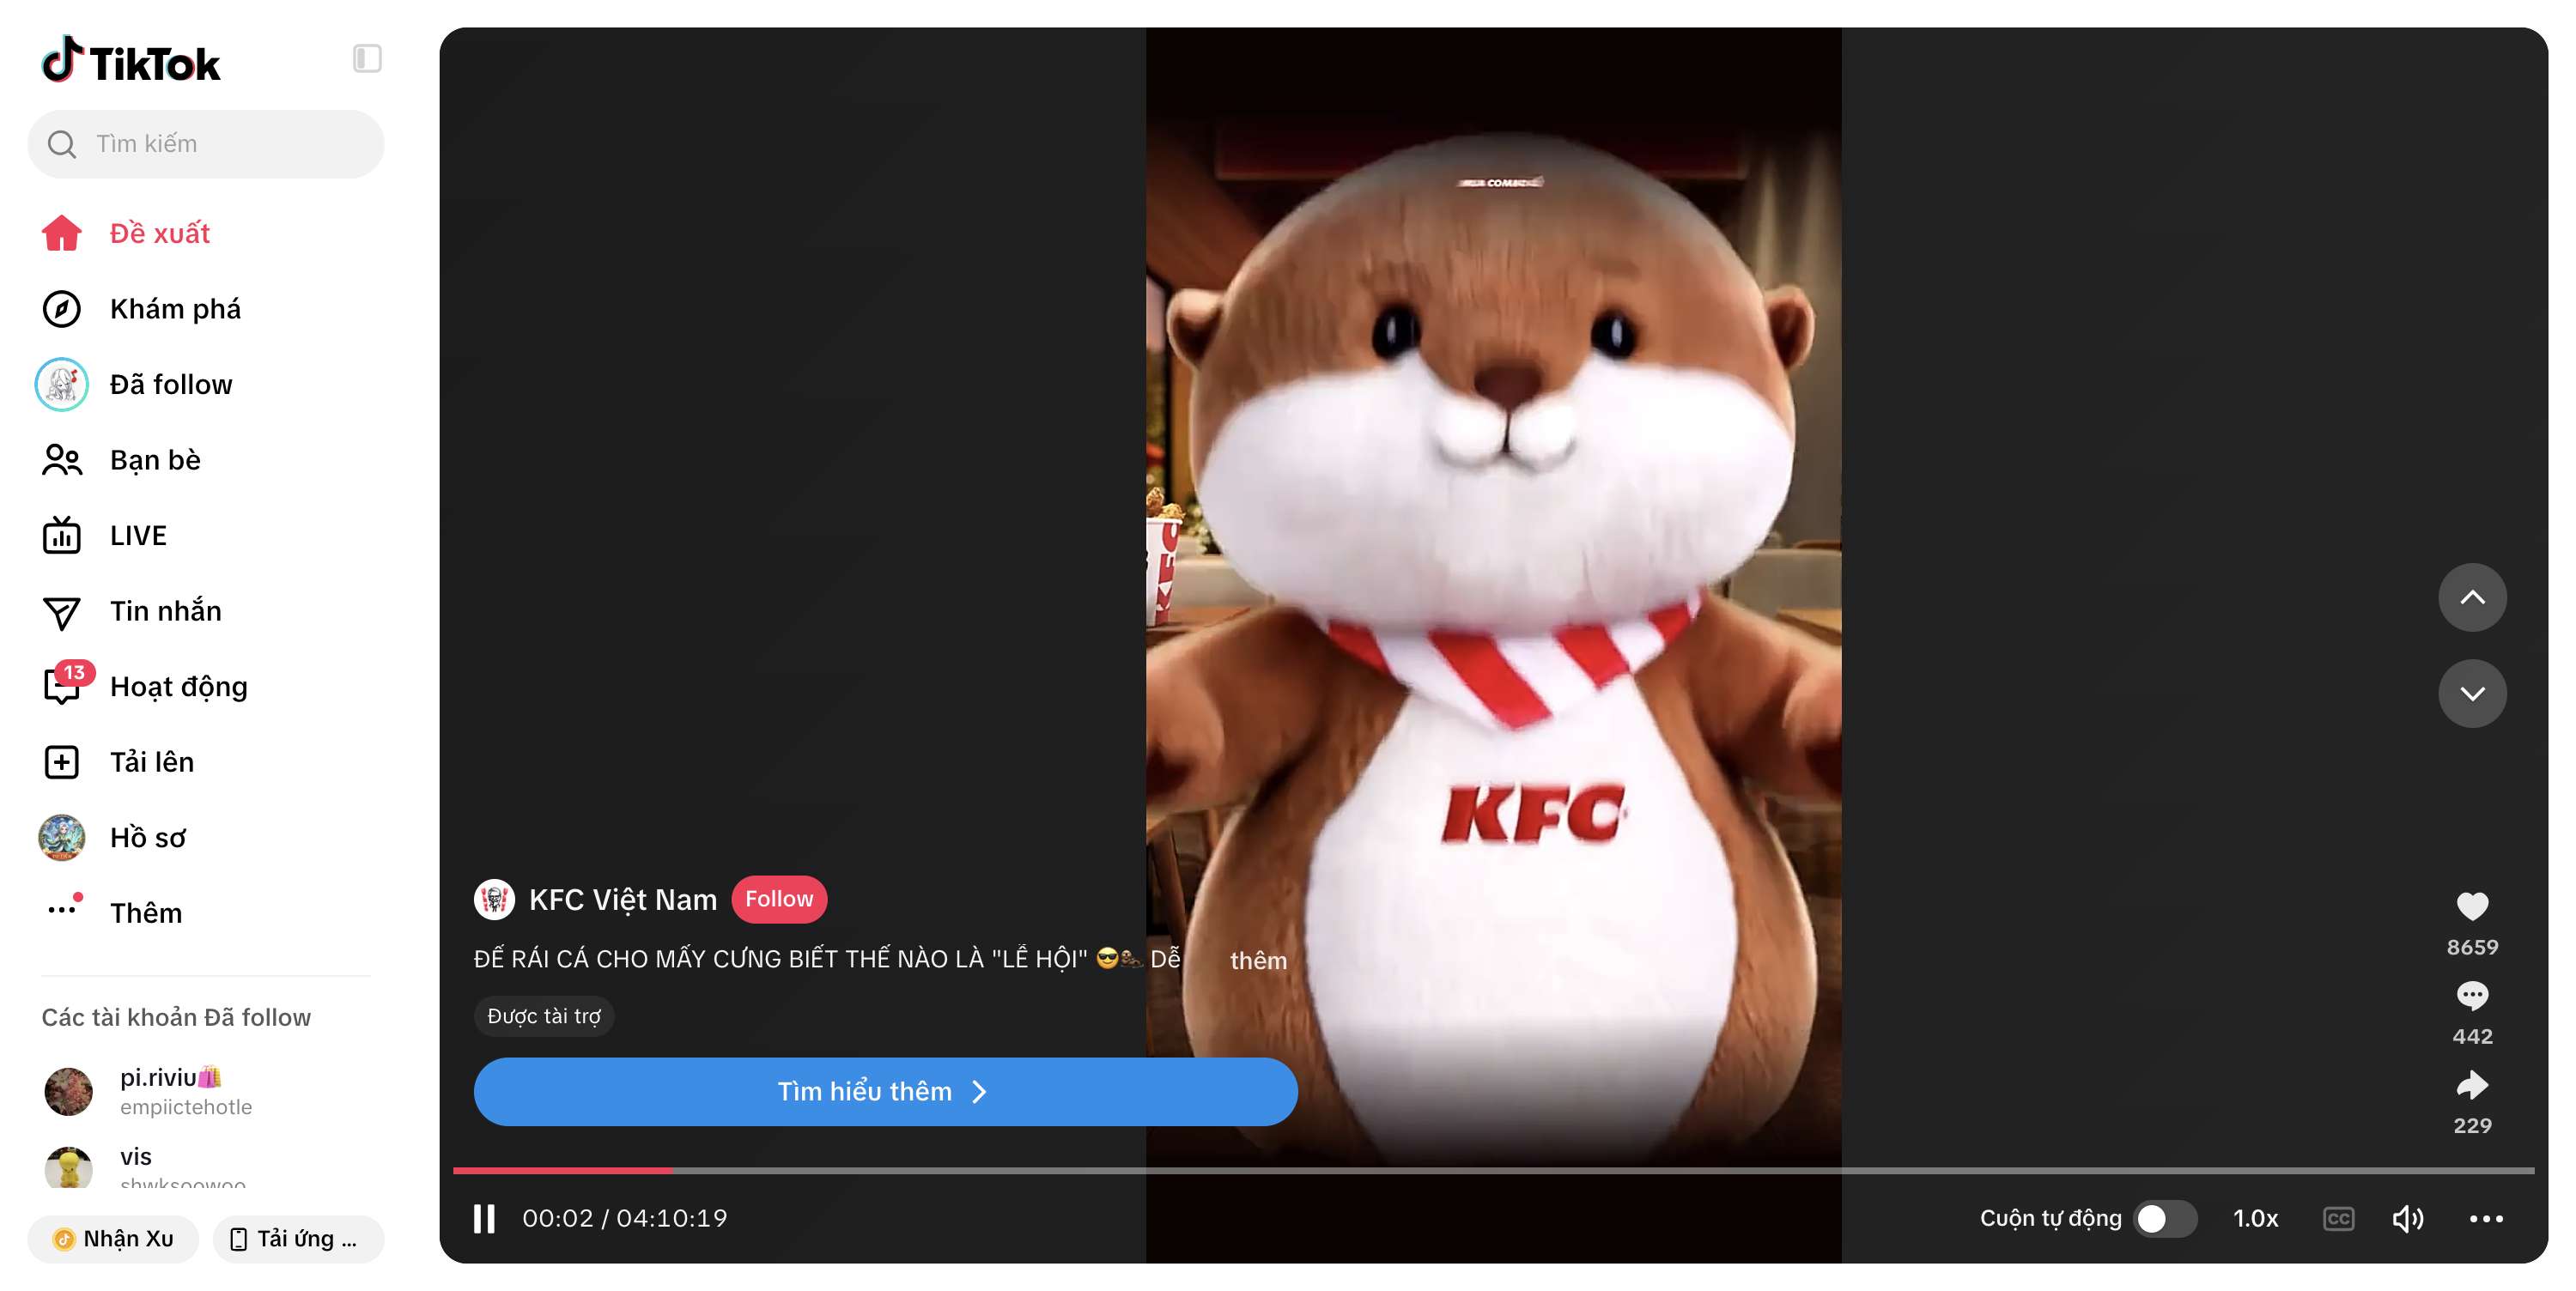 TikTok
Tìm kiếm
Đề xuất
Khám phá
Đã follow
Bạn bè
LIVE
Tin nhắn
13
Hoạt động
Tải lên
Hồ sơ
Thêm
Các tài khoản Đã follow
pi.riviu
empiictehotle
vis
shwksoowoo
Nhận Xu
Tải ứng ...
KFC
KFC
KFC Việt Nam
Follow
ĐỂ RÁI CÁ CHO MẤY CƯNG BIẾT THẾ NÀO LÀ "LỄ HỘI" 😎🦦 Dễ thêm
Được tài trợ
Tìm hiểu thêm
8659
442
229
00:02 / 04:10:19
Cuộn tự động
1.0x
CC